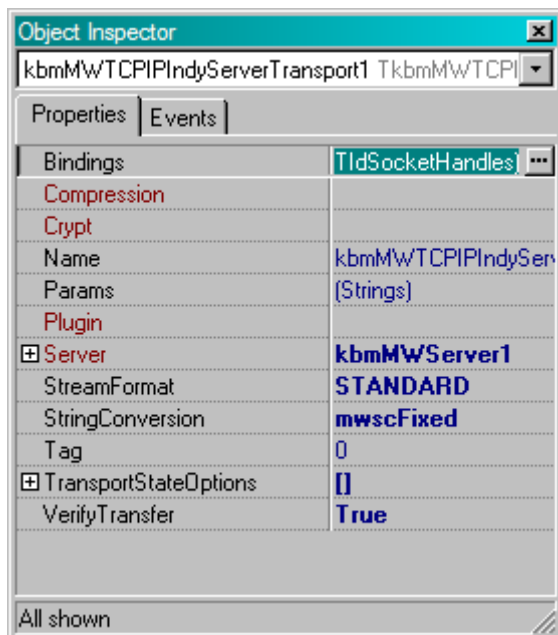 Object Inspector
kbmMWTCPIPIndyServerTransport1 TkbmMWTCPI
Properties Events
Bindings TIdSocketHandles)
Compression
Crypt
Name kbmMWTCPIPIndySer
Params (Strings)
Plugin
Server kbmMWServer1
StreamFormat STANDARD
StringConversion mwscFixed
Tag 0
TransportStateOptions []
VerifyTransfer True
All shown